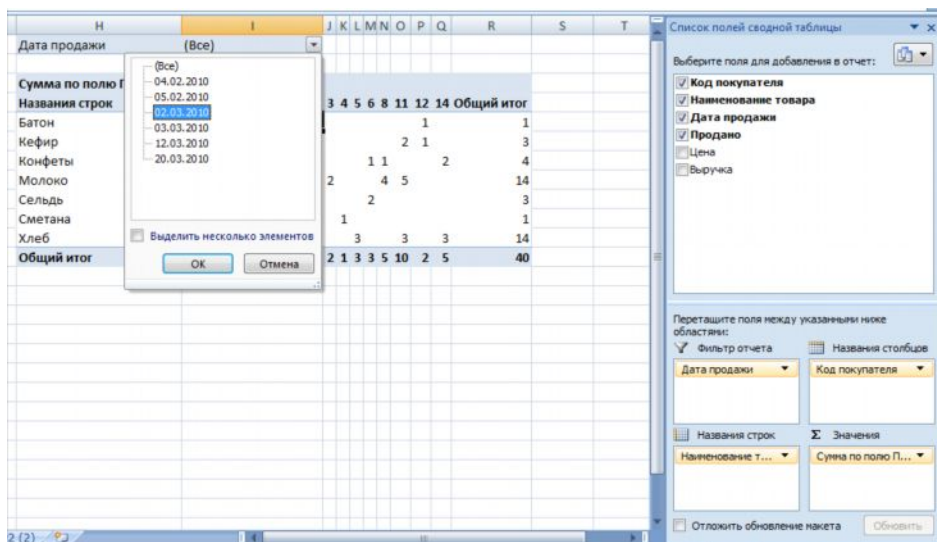 H I J K L M N O P Q R S T
Дата продажи (Все)
(Все)
04.02.2010
05.02.2010
02.03.2010
03.03.2010
12.03.2010
20.03.2010
Выделить несколько элементов
ОК Отмена
Сумма по полю П
Названия строк 3 4 5 6 8 11 12 14 Общий итог
Батон 1 1
Кефир 2 1 3
Конфеты 1 1 2 4
Молоко 2 4 5 14
Сельдь 2 3
Сметана 1 1
Хлеб 3 3 3 14
Общий итог 2 1 3 3 5 10 2 5 40
2 (2)
Список полей сводной таблицы
Выберите поля для добавления в отчет:
Код покупателя
Наименование товара
Дата продажи
Продано
Цена
Выручка
Перетащите поля между указанными ниже
областями:
Фильтр отчета Названия столбцов
Дата продажи Код покупателя
Названия строк Σ Значения
Наименование т... Сумма по полю П...
Отложить обновление макета Обновить